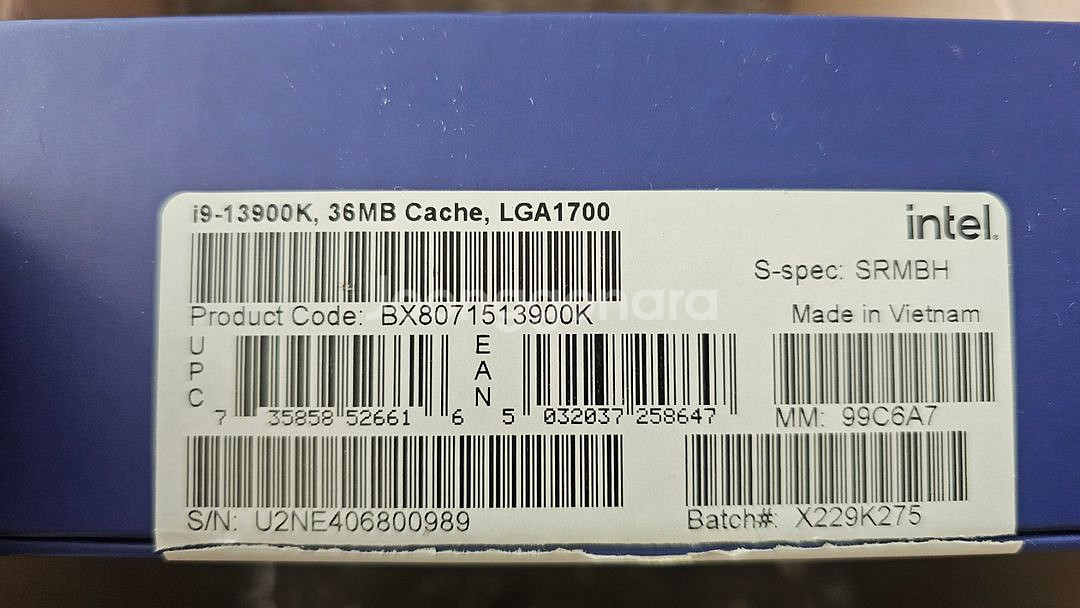 i9-13900K, 36MB Cache, LGA1700
intel.
S-spec: SRMBH
Product Code: BX8071513900K
Made in Vietnam
UPC
7 35858 52661 6
EAN
5 032037 258647
MM: 99C6A7
S/N: U2NE406800989
Batch#: X229K275